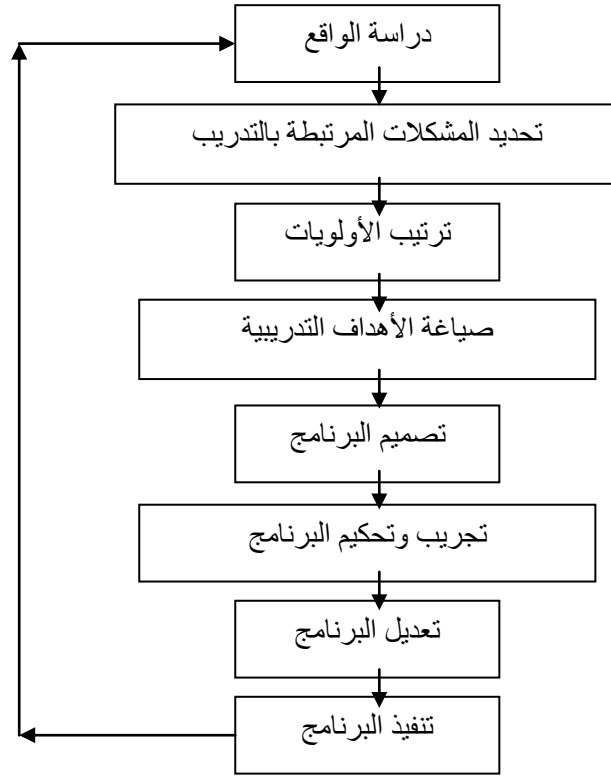 دراسة الواقع
تحديد المشكلات المرتبطة بالتدريب
ترتيب الأولويات
صياغة الأهداف التدريبية
تصميم البرنامج
تجريب وتحكيم البرنامج
تعديل البرنامج
تنفيذ البرنامج